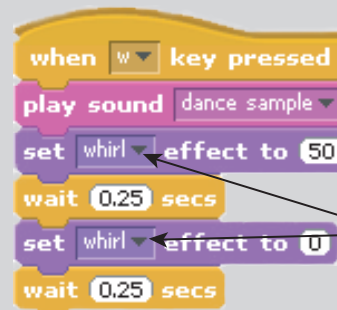 when w key pressed
play sound dance sample
set whirl effect to 50
wait 0.25 secs
set whirl effect to 0
wait 0.25 secs